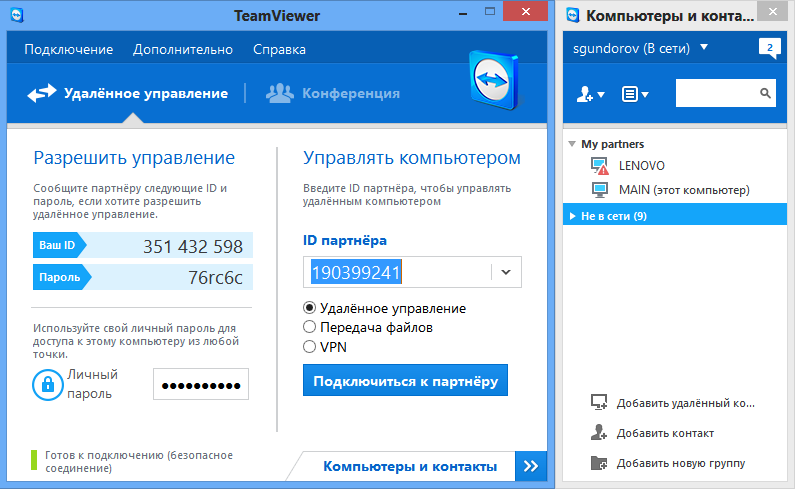 TeamViewer
Подключение Дополнительно Справка
Удалённое управление
Конференция
Разрешить управление
Сообщите партнёру следующие ID и
пароль, если хотите разрешить
удалённое управление.
Ваш ID 351 432 598
Пароль 76rc6c
Используйте свой личный пароль для
доступа к этому компьютеру из любой
точки.
Личный
пароль
Готов к подключению (безопасное
соединение)
Управлять компьютером
Введите ID партнёра, чтобы управлять
удалённым компьютером
ID партнёра
190399241
Удалённое управление
Передача файлов
VPN
Подключиться к партнёру
Компьютеры и контакты
Компьютеры и конта...
sgundorov (В сети)
2
My partners
LENOVO
MAIN (этот компьютер)
Не в сети (9)
Добавить удалённый ко...
Добавить контакт
Добавить новую группу